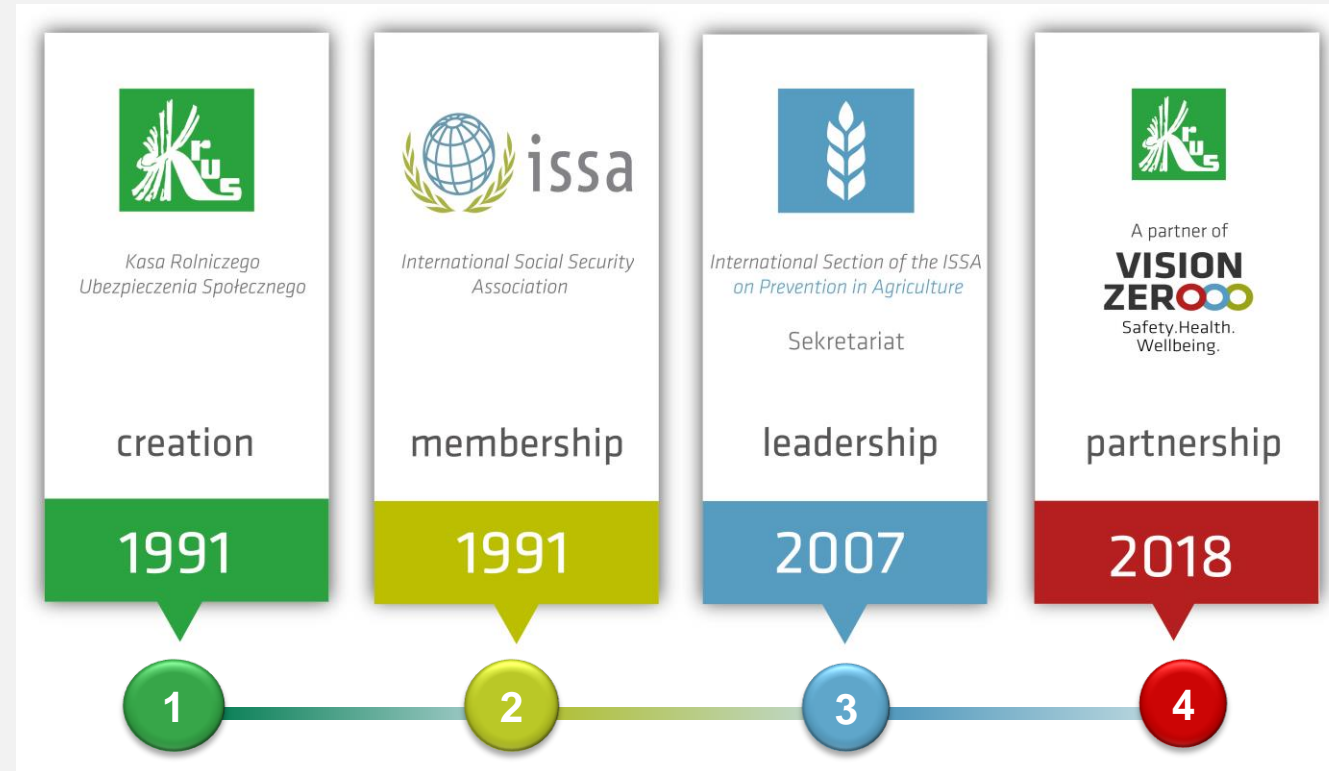 Krus
Kasa Rolniczego
Ubezpieczenia Społecznego
creation
1991
1
issa
International Social Security
Association
membership
1991
2
International Section of the ISSA
on Prevention in Agriculture
Sekretariat
leadership
2007
3
Krus
A partner of
VISION
ZERO
Safety.Health.
Wellbeing.
partnership
2018
4